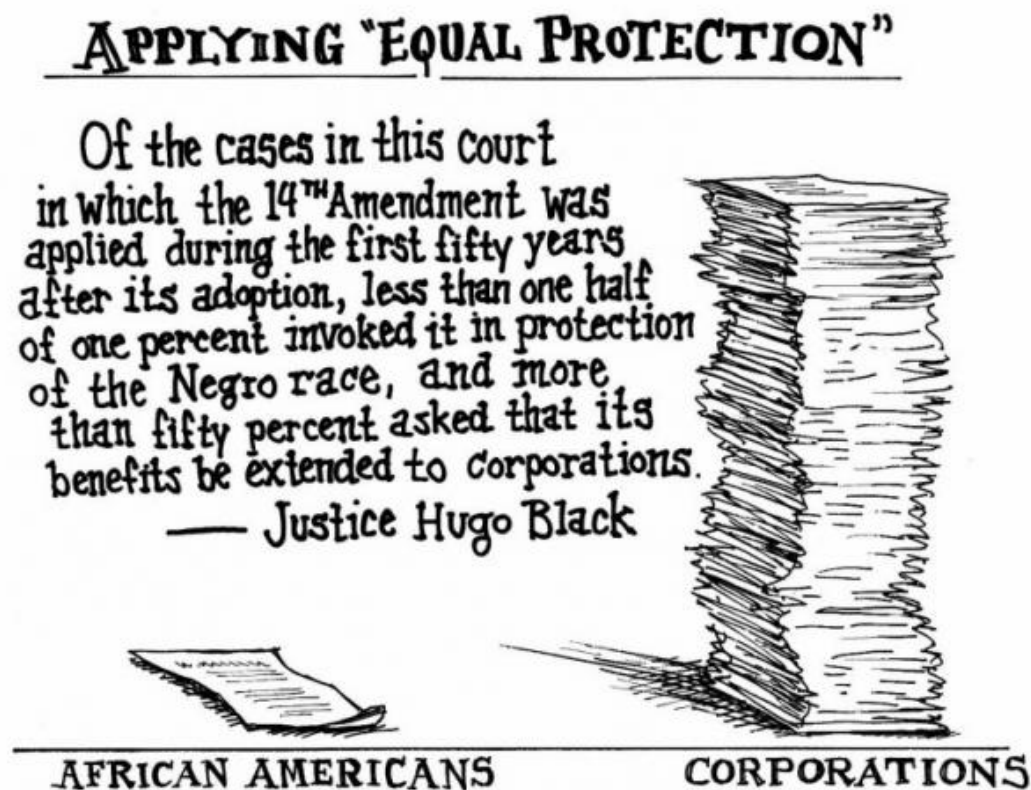 APPLYING "EQUAL PROTECTION"
Of the cases in this court
in which the 14TH Amendment was
applied during the first fifty years
after its adoption, less than one half
of one percent invoked it in protection
of the Negro race, and more
than fifty percent asked that its
benefits be extended to corporations.
— Justice Hugo Black
AFRICAN AMERICANS
CORPORATIONS